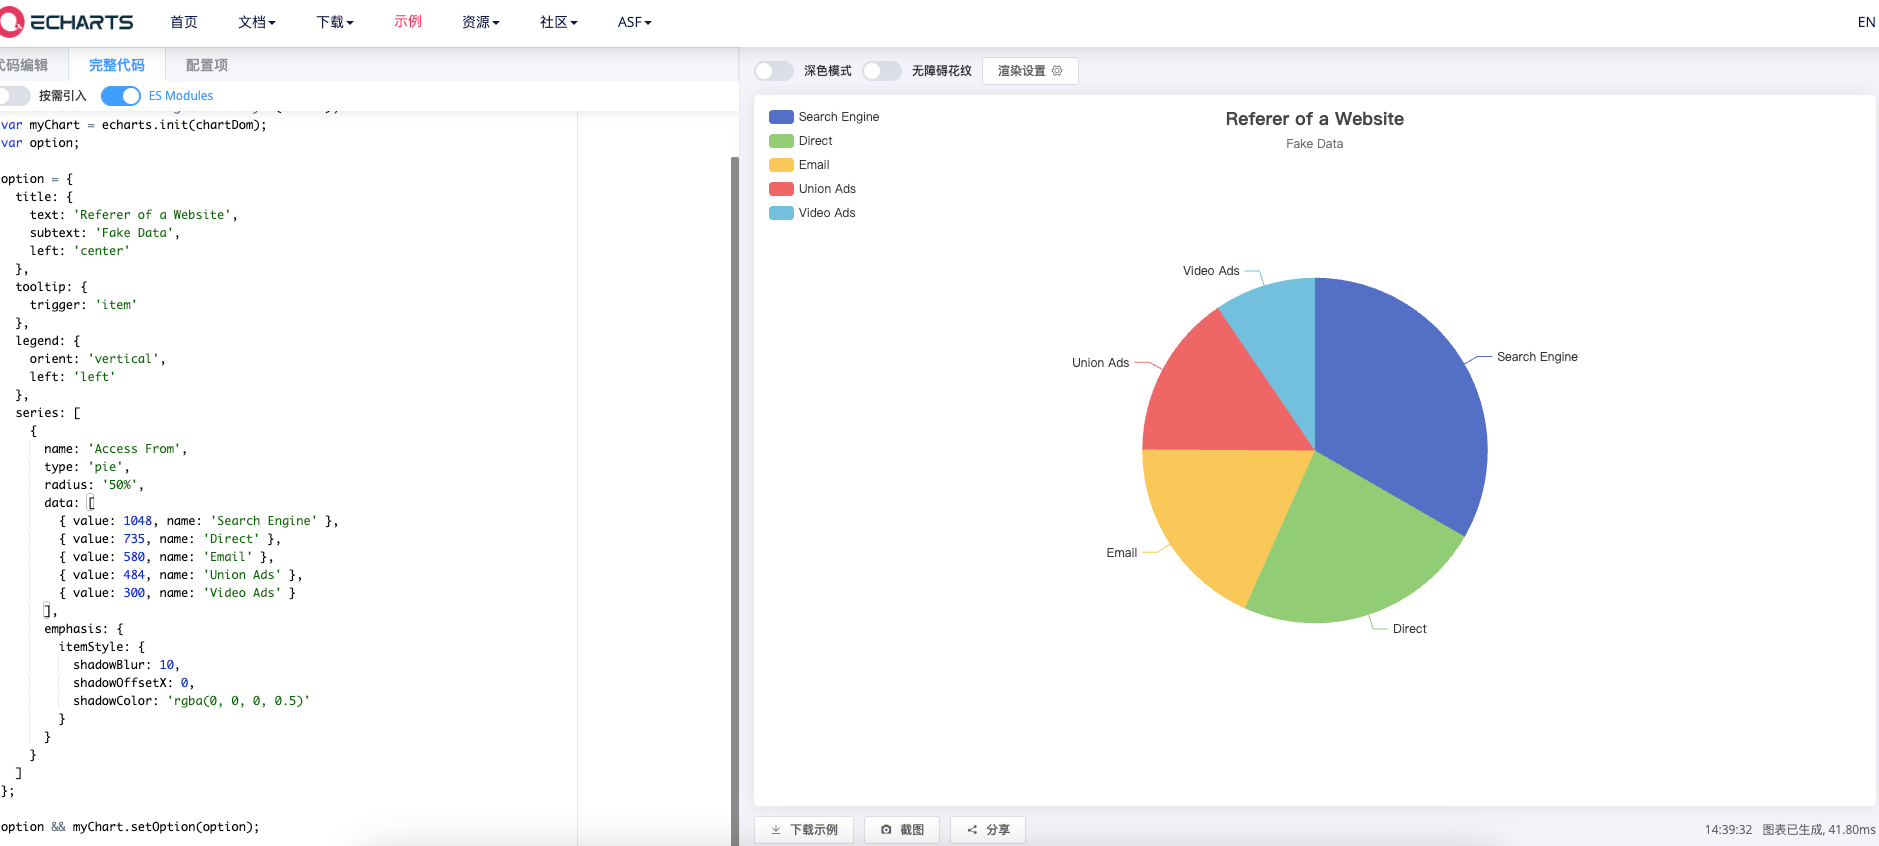 ECHARTS
首页
文档
下载
示例
资源
社区
ASF
EN
代码编辑
完整代码
配置项
按需引入
ES Modules
var myChart = echarts.init(chartDom);
var option;
option = {
title: {
text: 'Referer of a Website',
subtext: 'Fake Data',
left: 'center'
},
tooltip: {
trigger: 'item'
},
legend: {
orient: 'vertical',
left: 'left'
},
series: [
{
name: 'Access From',
type: 'pie',
radius: '50%',
data: [
{ value: 1048, name: 'Search Engine' },
{ value: 735, name: 'Direct' },
{ value: 580, name: 'Email' },
{ value: 484, name: 'Union Ads' },
{ value: 300, name: 'Video Ads' }
],
emphasis: {
itemStyle: {
shadowBlur: 10,
shadowOffsetX: 0,
shadowColor: 'rgba(0, 0, 0, 0.5)'
}
}
}
]
};
option && myChart.setOption(option);
深色模式
无障碍花纹
渲染设置
Search Engine
Direct
Email
Union Ads
Video Ads
Referer of a Website
Fake Data
Video Ads
Union Ads
Search Engine
Email
Direct
下载示例
截图
分享
14:39:32 图表已生成, 41.80ms